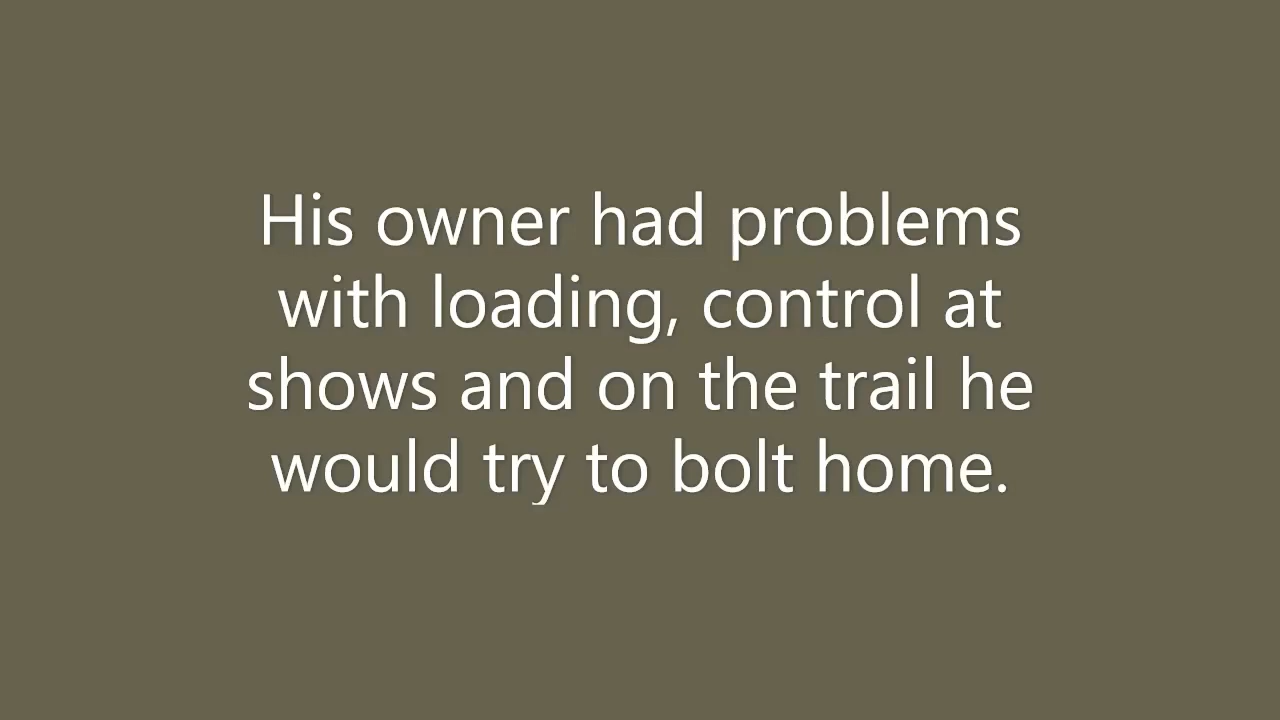 His owner had problems
with loading, control at
shows and on the trail he
would try to bolt home.